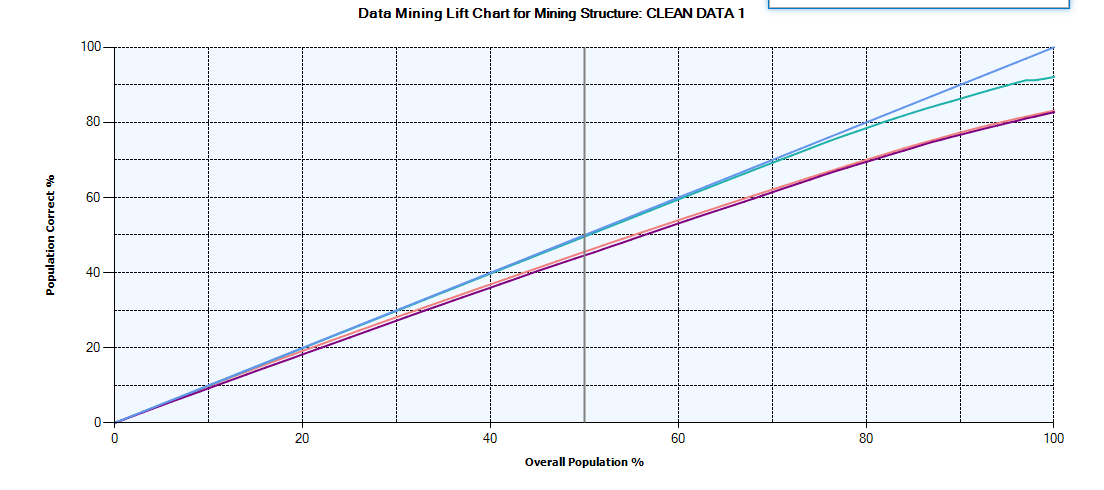 Data Mining Lift Chart for Mining Structure: CLEAN DATA 1
100
80
60
40
20
0
Population Correct %
0 20 40 60 80 100
Overall Population %